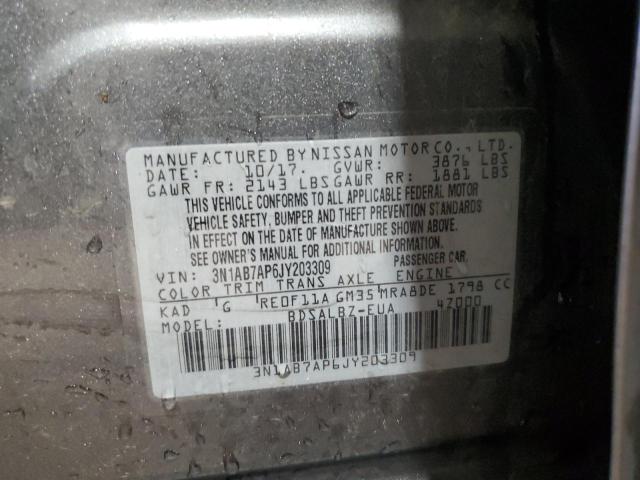 MANUFACTURED BY NISSAN MOTOR CO., LTD.
DATE: 10/17. GVWR: 3876 LBS
GAWR FR: 2143 LBS GAWR RR: 1881 LBS
THIS VEHICLE CONFORMS TO ALL APPLICABLE FEDERAL MOTOR
VEHICLE SAFETY, BUMPER AND THEFT PREVENTION STANDARDS
IN EFFECT ON THE DATE OF MANUFACTURE SHOWN ABOVE.
SEE OWNER'S MANUAL FOR ADDITIONAL INFORMATION.
VIN: 3N1AB7AP6JY203309 PASSENGER CAR.
COLOR TRIM TRANS AXLE ENGINE
KAD G RE0F11A GM35 MRA8DE 1798 CC
MODEL: BDSALBZ-EUA 4Z000
3N1AB7AP6JY203309